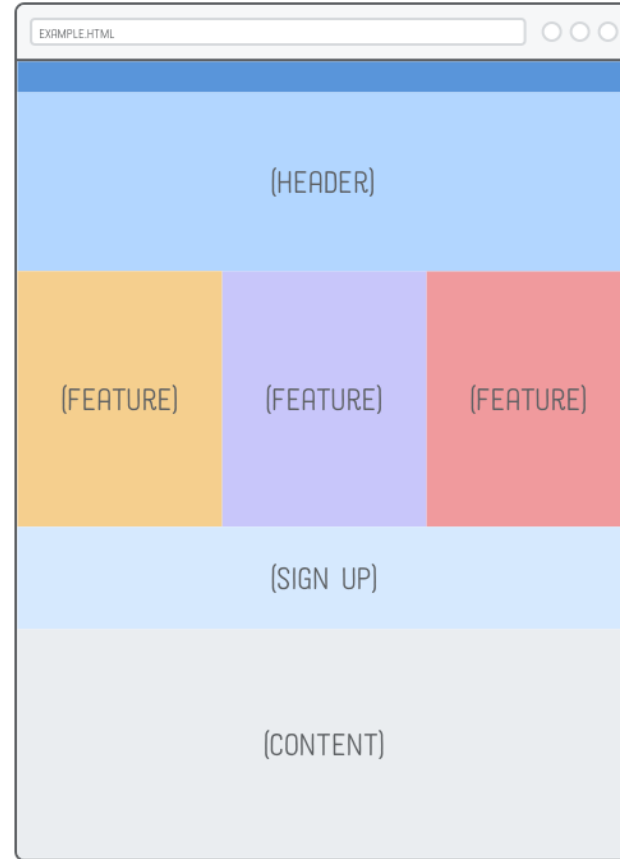 EXAMPLE.HTML
(HEADER)
(FEATURE) (FEATURE) (FEATURE)
(SIGN UP)
(CONTENT)